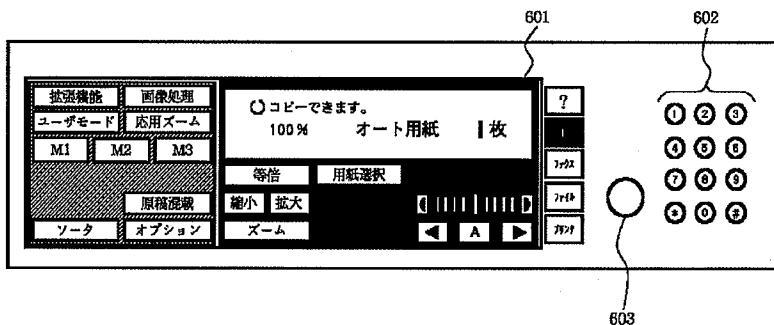 601
602
拡張機能 画像処理
ユーザモード 応用ズーム
M1 M2 M3
原稿混載
ソータ オプション
コピーできます。
100% オート用紙 1枚
等倍 用紙選択
縮小 拡大
ズーム
A
?
ファクス
ファイル
プリンタ
1 2 3
4 5 6
7 8 9
* 0 #
603